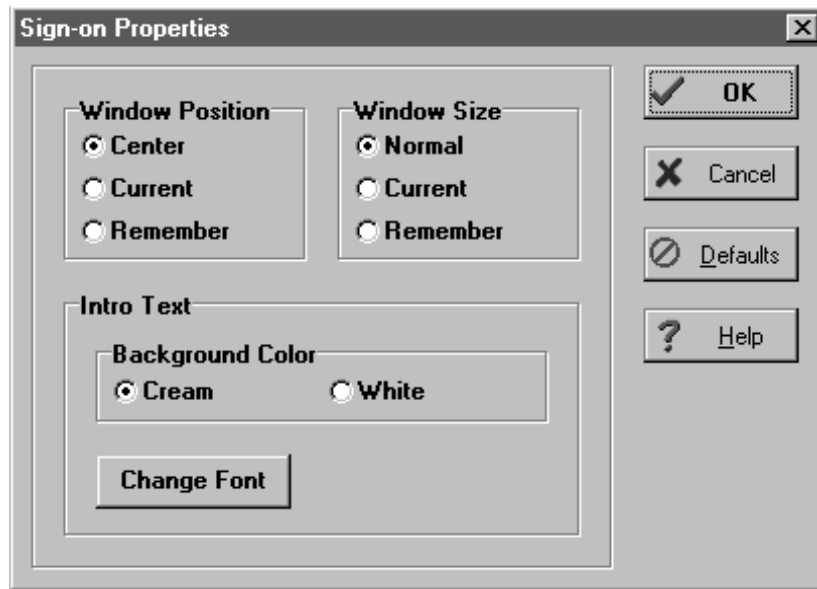 Sign-on Properties
Window Position
Center
Current
Remember
Window Size
Normal
Current
Remember
Intro Text
Background Color
Cream White
Change Font
OK
Cancel
Defaults
Help